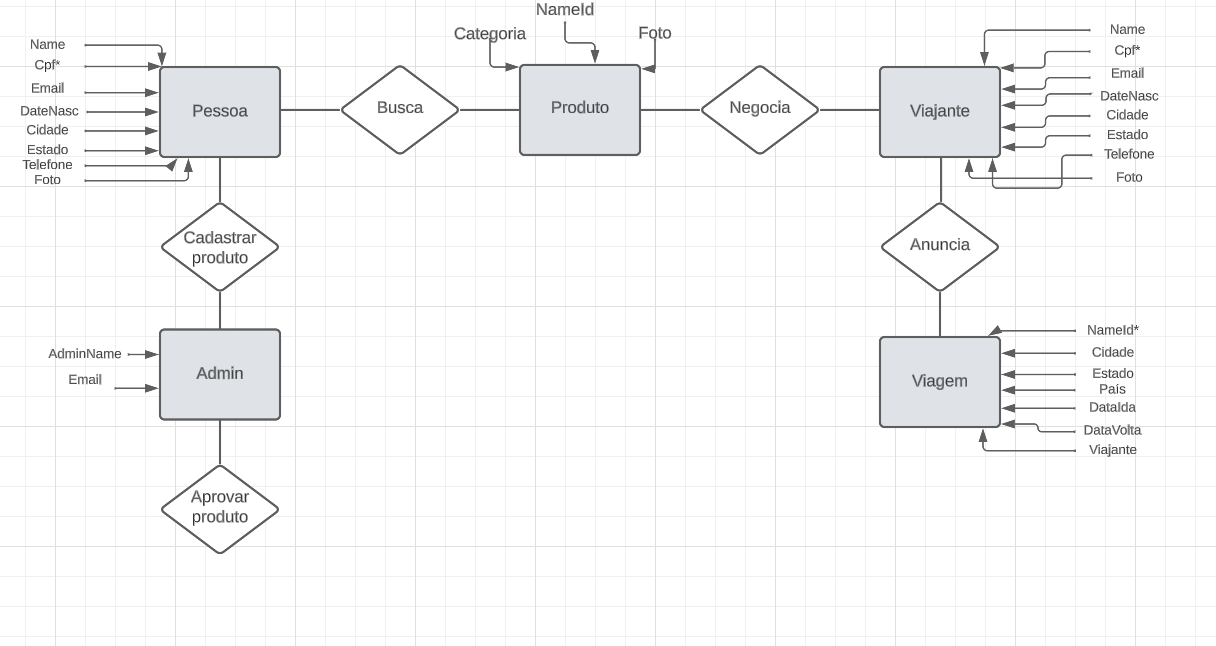 NameId
Categoria
Foto
Name
Cpf*
Email
DateNasc
Cidade
Estado
Telefone
Foto
Pessoa
Busca
Produto
Negocia
Viajante
Name
Cpf*
Email
DateNasc
Cidade
Estado
Telefone
Foto
Cadastrar
produto
Anuncia
AdminName
Email
Admin
Viagem
NameId*
Cidade
Estado
País
DataIda
DataVolta
Viajante
Aprovar
produto